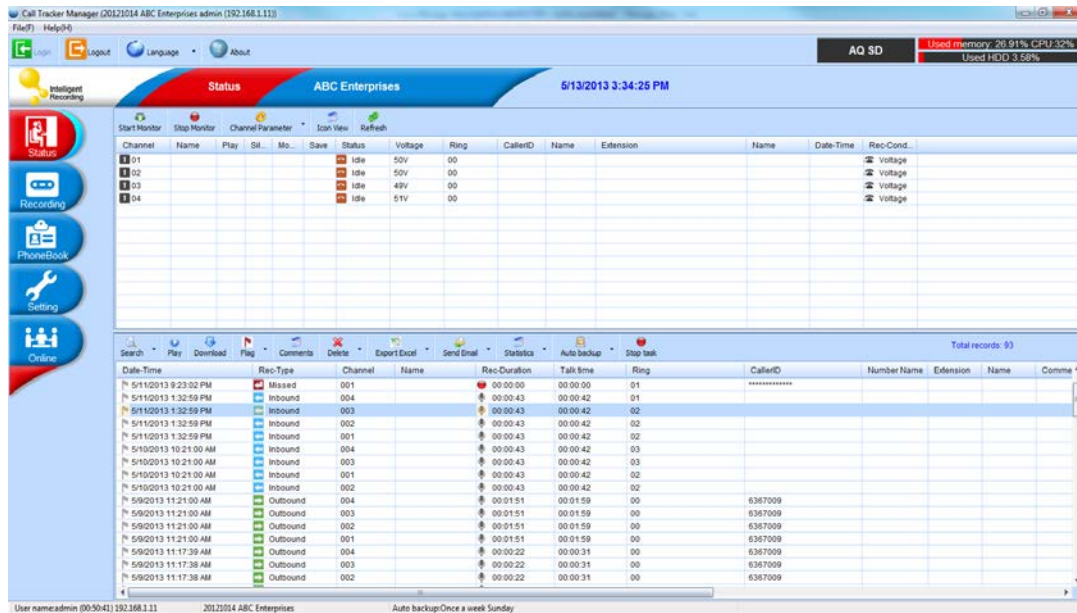 Call Tracker Manager (20121014 ABC Enterprises admin (192.168.1.11))
File(F) Help(H)
Login Logout Language About AQ SD Used memory: 26.91% CPU:32%
Used HDD 3.58%
Intelligent Recording Status ABC Enterprises 5/13/2013 3:34:25 PM
Start Monitor Stop Monitor Channel Parameter Icon View Refresh
Status
Recording
PhoneBook
Setting
Online
Channel Name Play Sil... Mo... Save Status Voltage Ring CallerID Name Extension Name Date-Time Rec-Cond...
1 01 Idle 50V 00 Voltage
1 02 Idle 50V 00 Voltage
1 03 Idle 49V 00 Voltage
1 04 Idle 51V 00 Voltage
Search Play Download Flag Comments Delete Export Excel Send Email Statistics Auto backup Stop task Total records: 93
Date-Time Rec-Type Channel Name Rec-Duration Talk time Ring CallerID Number Name Extension Name Comme
5/11/2013 9:23:02 PM Missed 001 00:00:00 00:00:00 01 *************
5/11/2013 1:32:59 PM Inbound 004 00:00:43 00:00:42 01
5/11/2013 1:32:59 PM Inbound 003 00:00:43 00:00:42 02
5/11/2013 1:32:59 PM Inbound 002 00:00:43 00:00:42 02
5/11/2013 1:32:59 PM Inbound 001 00:00:43 00:00:42 02
5/10/2013 10:21:00 AM Inbound 004 00:00:43 00:00:42 03
5/10/2013 10:21:00 AM Inbound 003 00:00:43 00:00:42 03
5/10/2013 10:21:00 AM Inbound 001 00:00:43 00:00:42 02
5/10/2013 10:21:00 AM Inbound 002 00:00:43 00:00:42 02
5/9/2013 11:21:00 AM Outbound 004 00:01:51 00:01:59 00 6367009
5/9/2013 11:21:00 AM Outbound 003 00:01:51 00:01:59 00 6367009
5/9/2013 11:21:00 AM Outbound 002 00:01:51 00:01:59 00 6367009
5/9/2013 11:21:00 AM Outbound 001 00:01:51 00:01:59 00 6367009
5/9/2013 11:17:39 AM Outbound 004 00:00:22 00:00:31 00 6367009
5/9/2013 11:17:38 AM Outbound 003 00:00:22 00:00:31 00 6367009
5/9/2013 11:17:38 AM Outbound 002 00:00:22 00:00:31 00 6367009
User name:admin (00:50:41) 192.168.1.11 20121014 ABC Enterprises Auto backup:Once a week Sunday